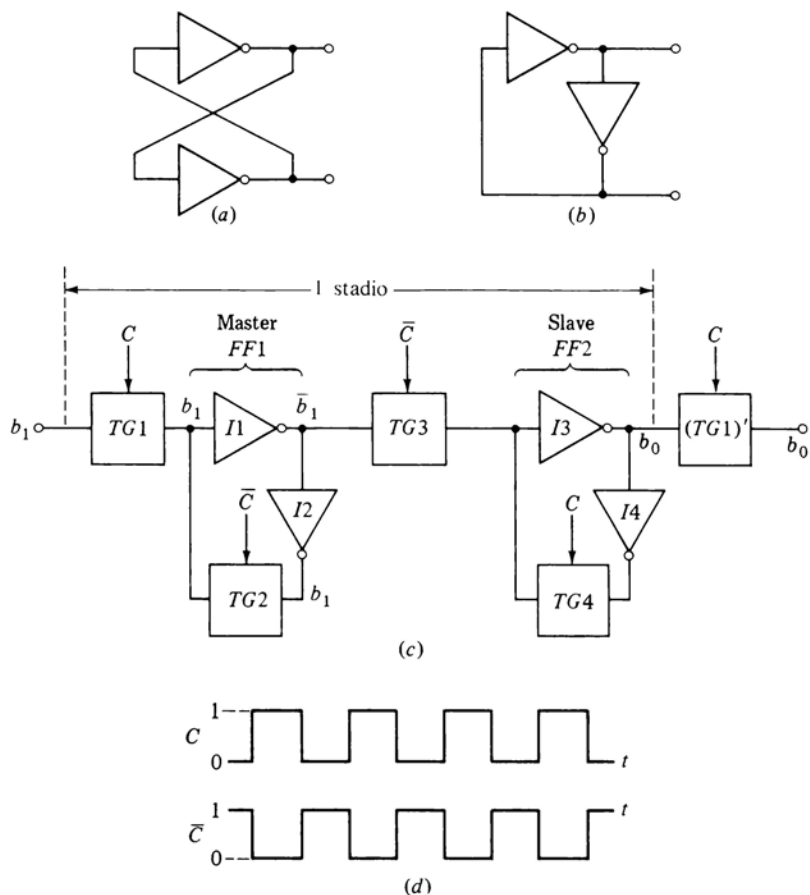 (a)
(b)
1 stadio
Master
FF1
Slave
FF2
C
C̅
C
b₁
TG1
b₁
I1
b̅₁
TG3
I3
b₀
(TG1)′
b₀
C̅
I2
TG2
b₁
C
I4
TG4
(c)
C
1
0
t
C̅
1
0
t
(d)